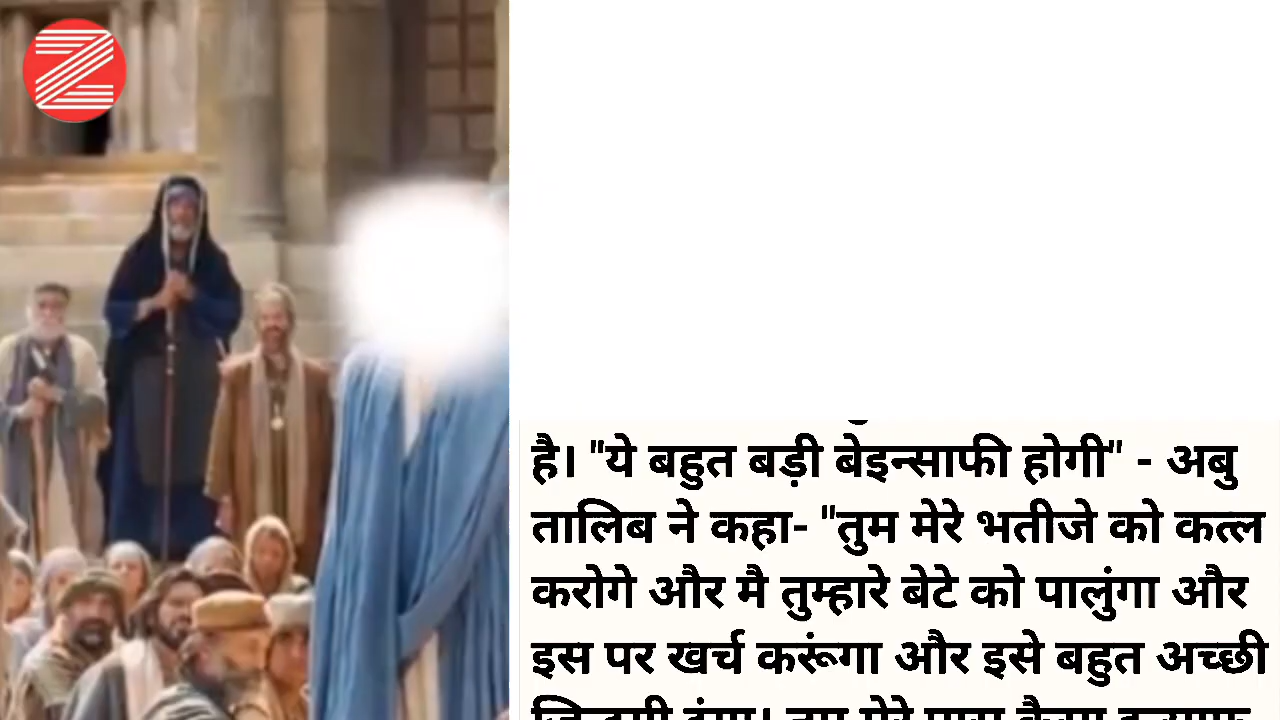 है। "ये बहुत बड़ी बेइन्साफी होगी" - अबु
तालिब ने कहा- "तुम मेरे भतीजे को कत्ल
करोगे और मै तुम्हारे बेटे को पालुंगा और
इस पर खर्च करूंगा और इसे बहुत अच्छी